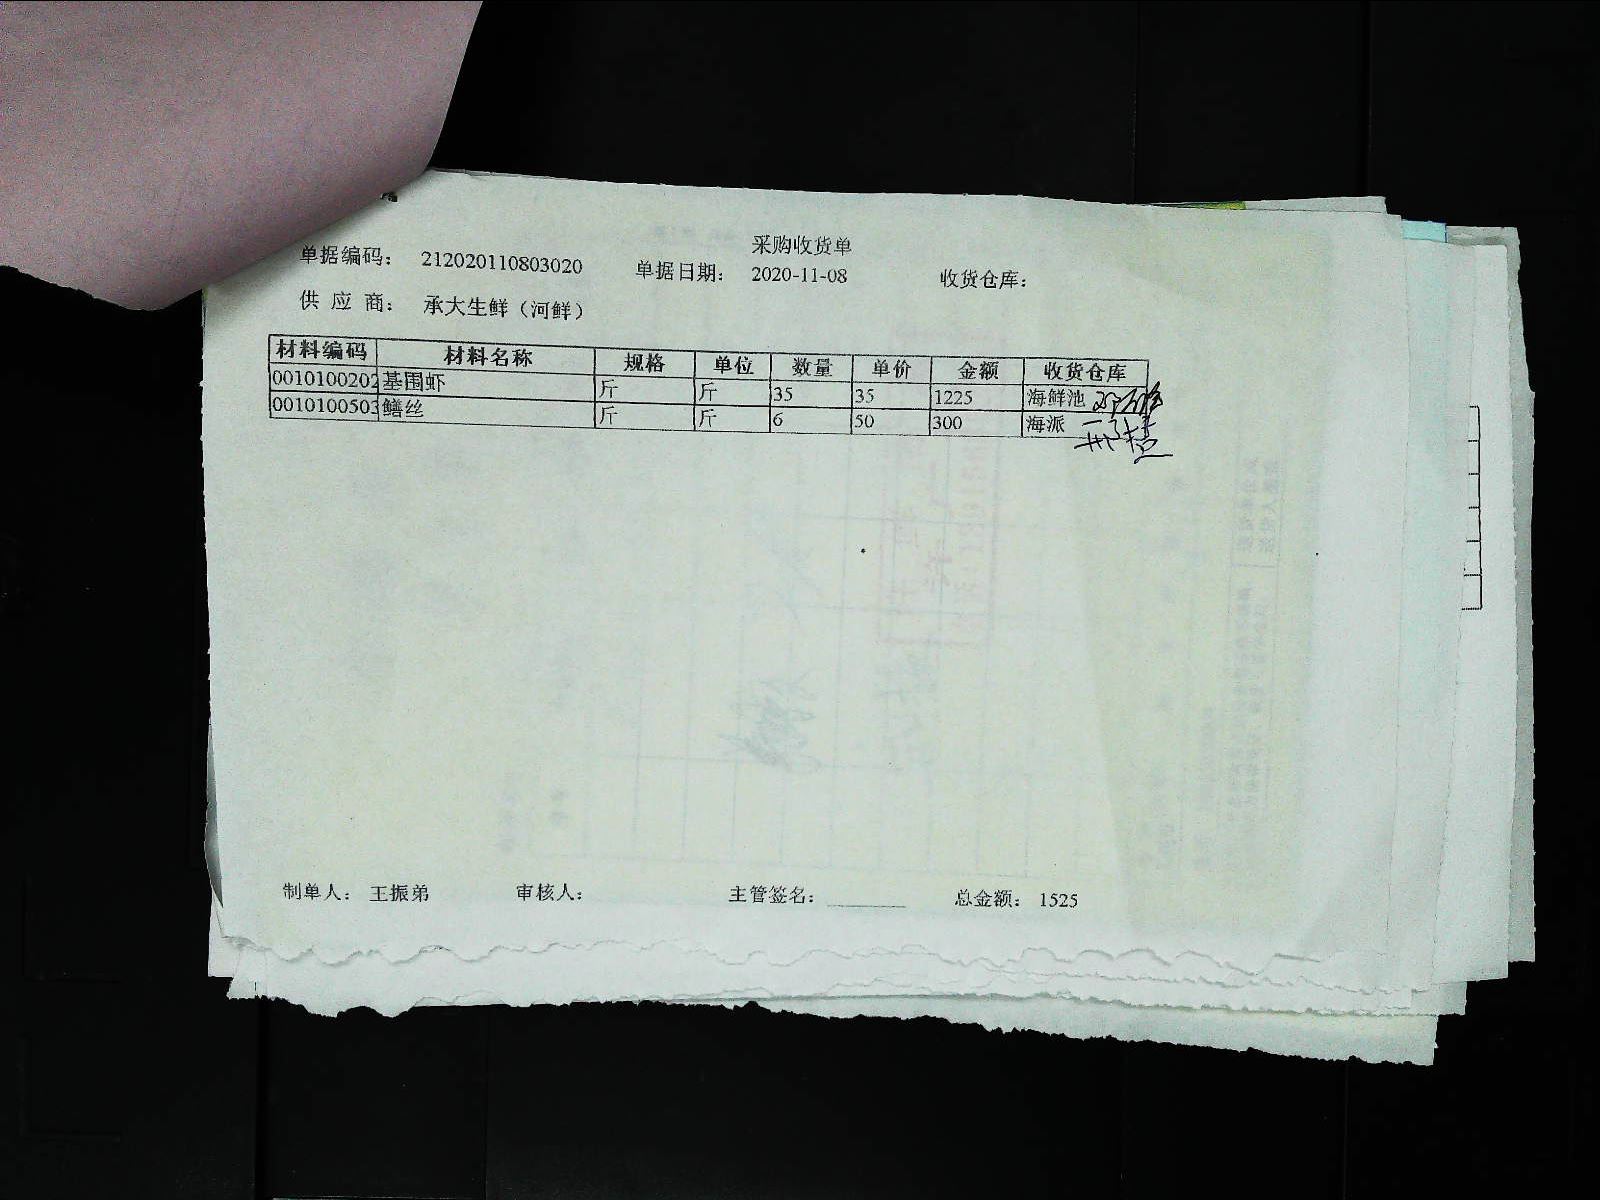 采购收货单
单据编码： 212020110803020 单据日期： 2020-11-08 收货仓库：
供 应 商： 承大生鲜（河鲜）
材料编码 材料名称 规格 单位 数量 单价 金额 收货仓库
0010100202 基围虾 斤 斤 35 35 1225 海鲜池
0010100503 鳝丝 斤 斤 6 50 300 海派
制单人： 王振弟 审核人： 主管签名： 总金额： 1525